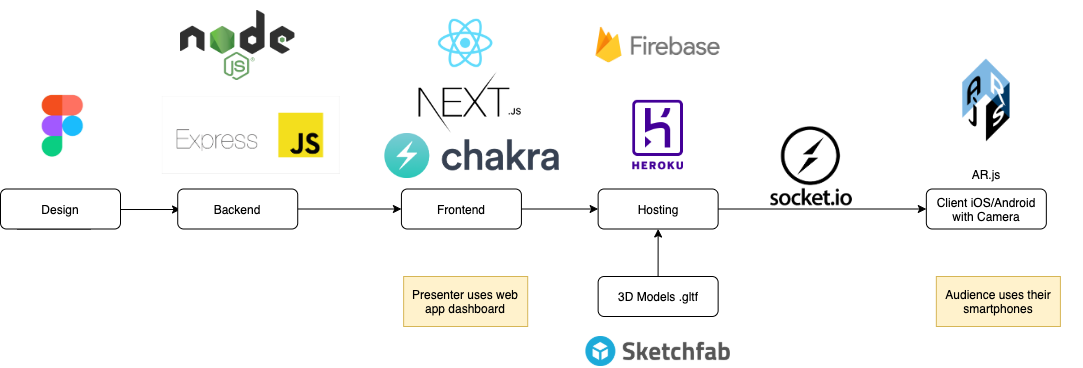 node
JS
Firebase
NEXT.JS
Express
JS
chakra
HEROKU
socket.io
AR.js
AR.js
Design
Backend
Frontend
Hosting
Client iOS/Android
with Camera
Presenter uses web
app dashboard
3D Models .gltf
Audience uses their
smartphones
Sketchfab